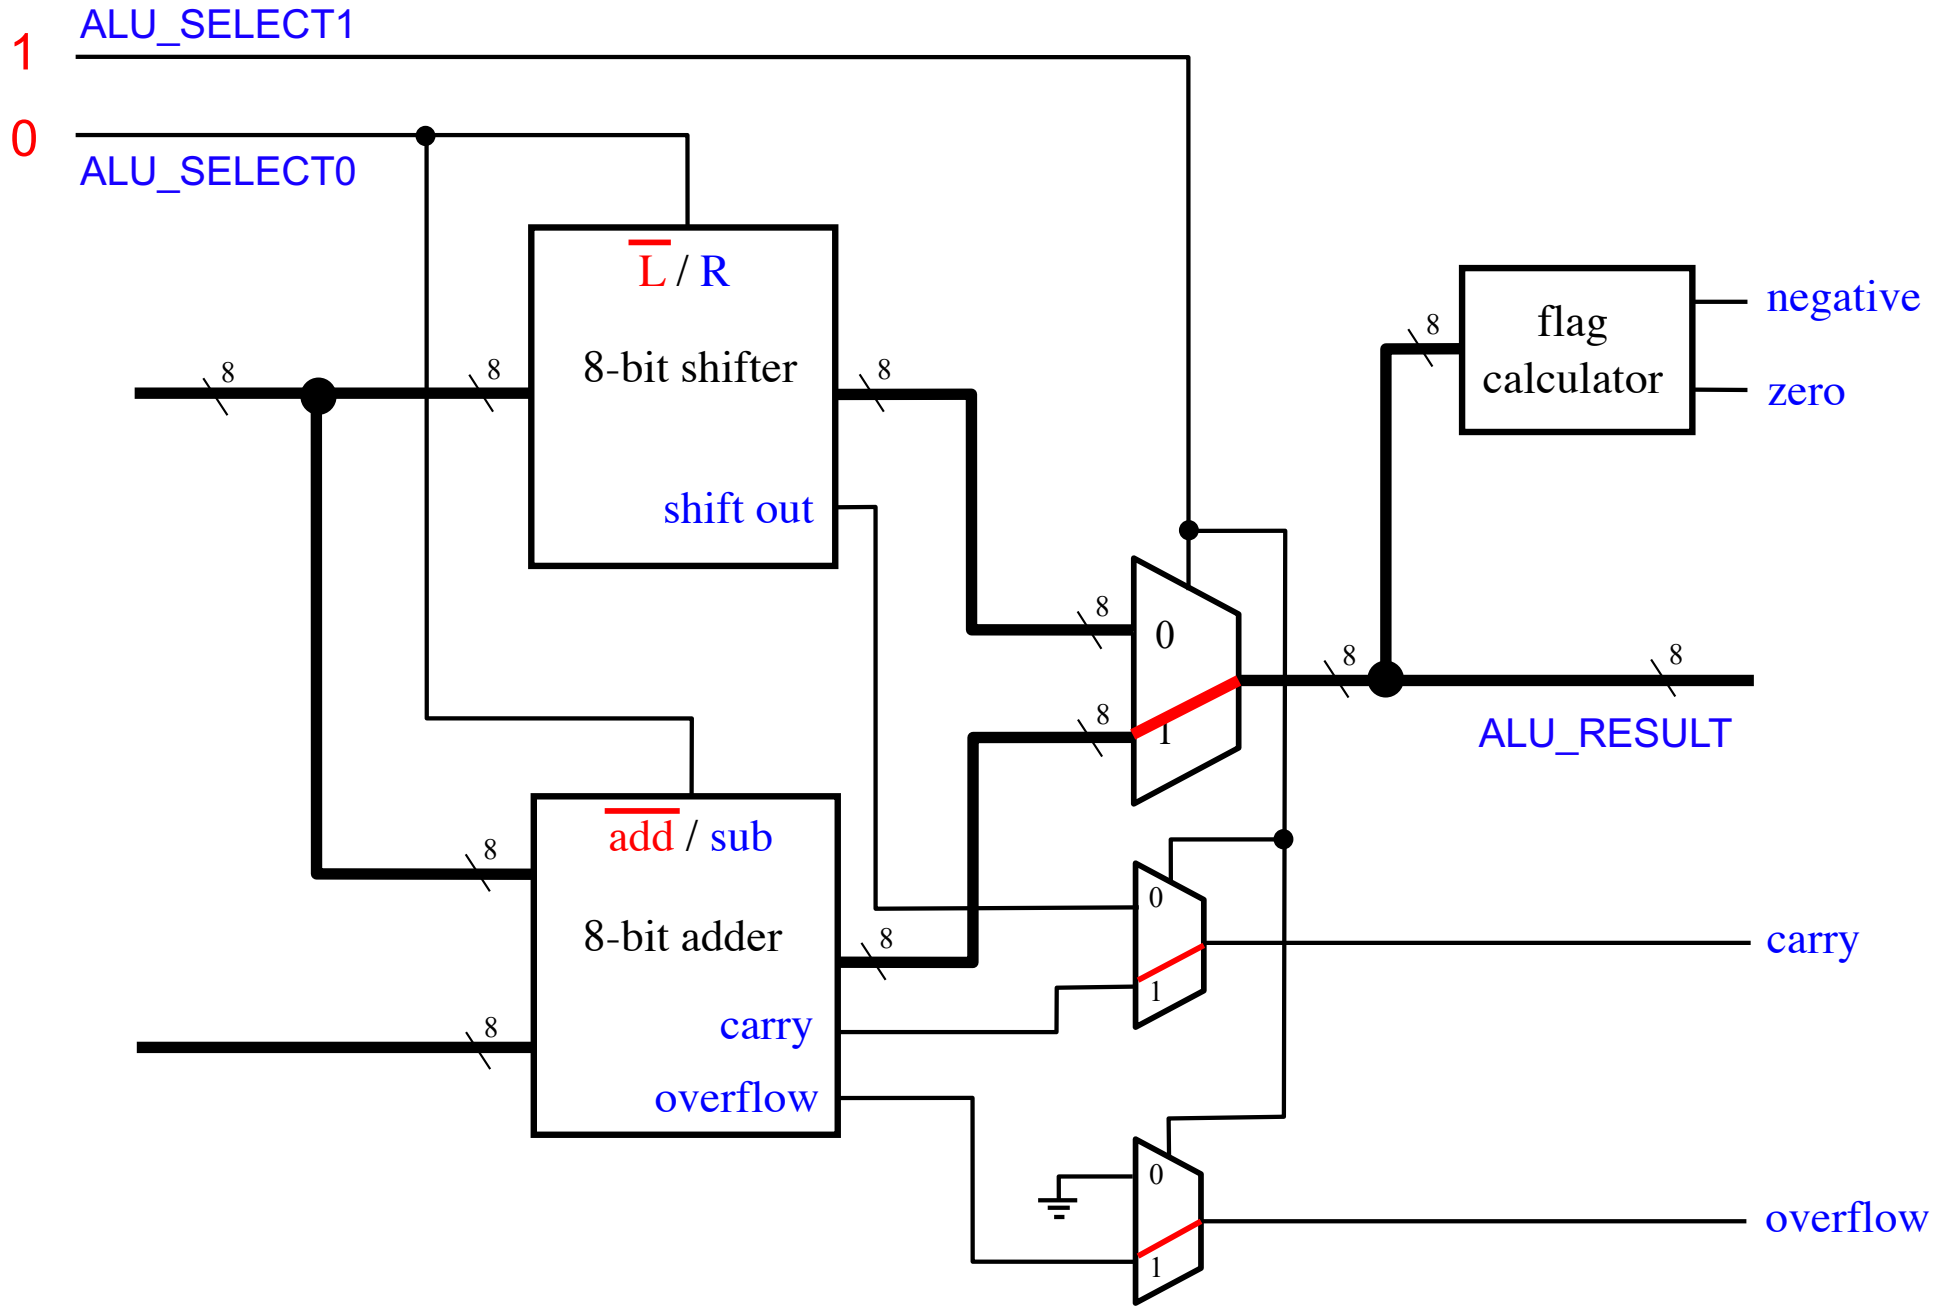 ALU_SELECT1
1
0
ALU_SELECT0
L / R
8-bit shifter
shift out
8
8
8
flag
calculator
8
negative
zero
8
0
8
1
8
8
ALU_RESULT
add / sub
8-bit adder
carry
overflow
8
8
8
0
1
carry
0
1
overflow